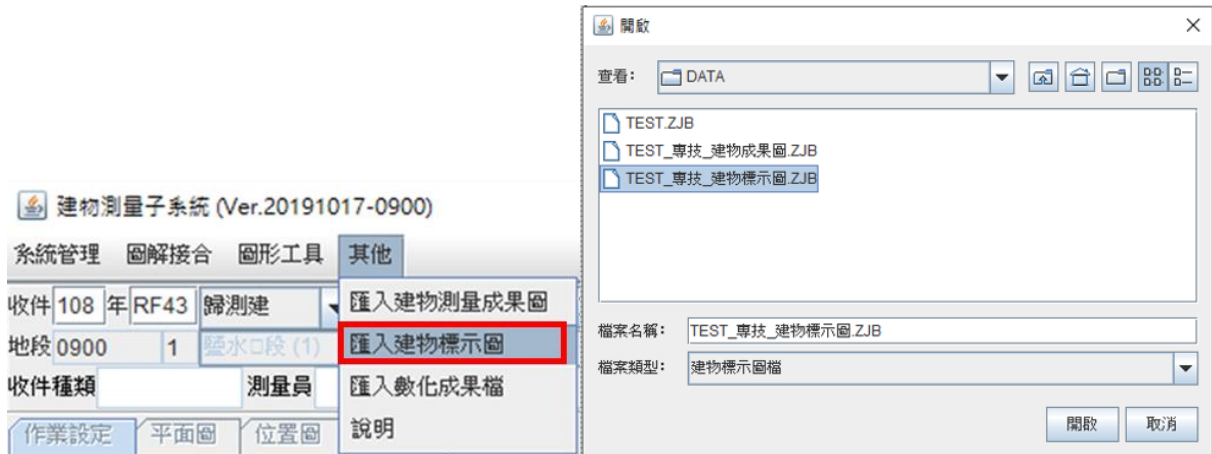 建物測量子系統 (Ver.20191017-0900)
系統管理 圖解接合 圖形工具 其他
收件 108 年 RF43 歸測建
地段 0900 1 鹽水口段 (1)
收件種類 測量員
作業設定 平面圖 位置圖
匯入建物測量成果圖
匯入建物標示圖
匯入數化成果檔
說明
開啟
查看: DATA
TEST.ZJB
TEST_專技_建物成果圖.ZJB
TEST_專技_建物標示圖.ZJB
檔案名稱: TEST_專技_建物標示圖.ZJB
檔案類型: 建物標示圖檔
開啟 取消